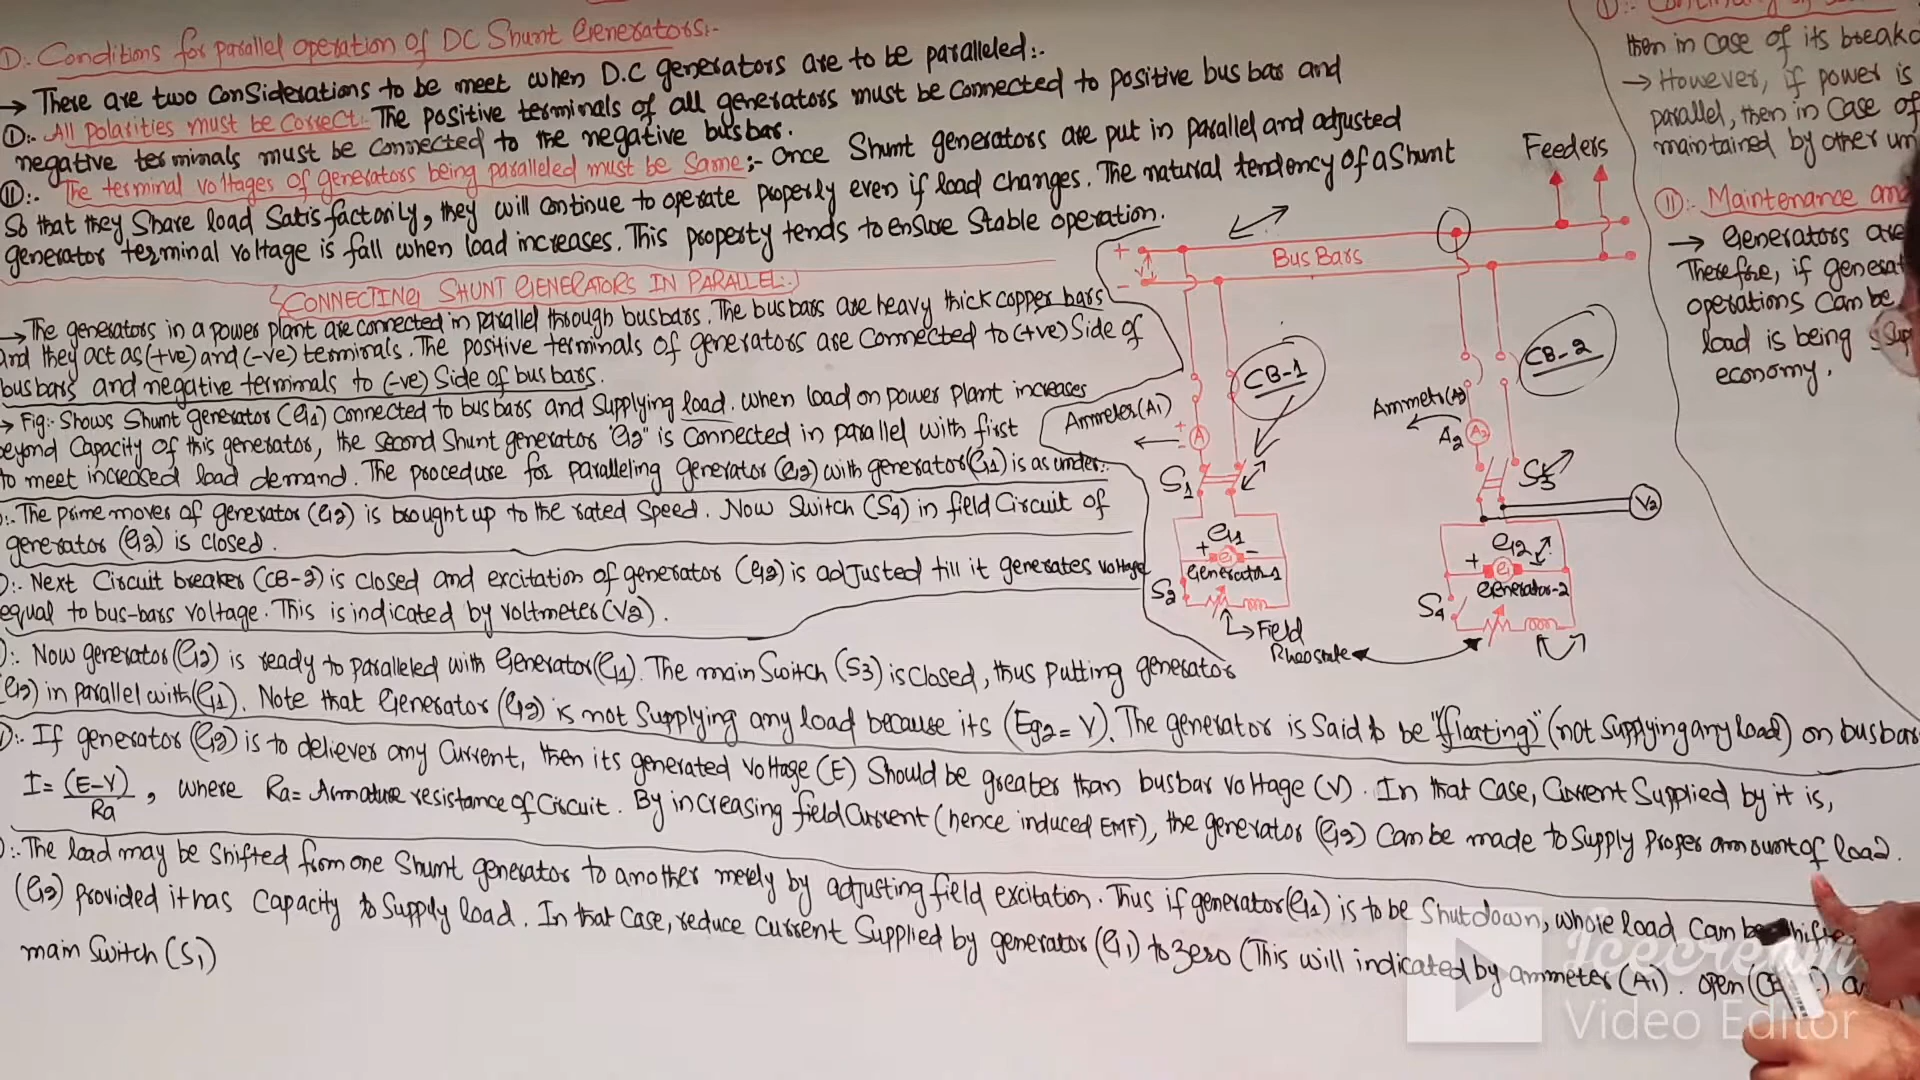 D:- Conditions for parallel operation of DC Shunt Generators:-
→ There are two Considerations to be meet when D.C generators are to be paralleled:-
I:- All polarities must be Correct:- The positive terminals of all generators must be Connected to positive bus bar and
negative terminals must be Connected to the negative busbar.
II:- The terminal voltages of generators being paralleled must be Same:- Once Shunt generators are put in parallel and adjusted
So that they Share load Satisfactorily, they will continue to operate properly even if load changes. The natural tendency of a Shunt
generator terminal voltage is fall when load increases. This property tends to ensure Stable operation.
CONNECTING SHUNT GENERATORS IN PARALLEL:-
→ The generators in a power plant are connected in parallel through busbars. The busbars are heavy thick copper bars
and they act as (+ve) and (-ve) terminals. The positive terminals of generators are Connected to (+ve) Side of
busbars and negative terminals to (-ve) Side of busbars.
→ Fig:- Shows Shunt generator (G1) Connected to busbars and Supplying load. When load on power plant increases
beyond Capacity of this generator, the Second Shunt generator "G2" is Connected in parallel with first
to meet increased load demand. The procedure for paralleling generator (G2) with generator (G1) is as under:-
:- The prime mover of generator (G2) is brought up to the rated Speed. Now Switch (S4) in field Circuit of
generator (G2) is closed.
:- Next Circuit breaker (CB-2) is closed and excitation of generator (G2) is adjusted till it generates voltage
equal to bus-bars voltage. This is indicated by voltmeter (V2).
:- Now generator (G2) is ready to paralleled with Generator (G1). The main Switch (S3) is closed, thus putting generator
(G2) in parallel with (G1). Note that Generator (G2) is not Supplying any load because its (Eg2 = V). The generator is Said to be "floating" (not Supplying any load) on busbar
:- If generator (G2) is to deliever any Current, then its generated voltage (E) Should be greater than busbar voltage (V). In that Case, Current Supplied by it is,
I = (E-V)/Ra, where Ra = Armature resistance of Circuit. By increasing field Current (hence induced EMF), the generator (G2) Can be made to Supply Proper amount of load.
:- The load may be Shifted from one Shunt generator to another merely by adjusting field excitation. Thus if generator (G1) is to be Shutdown, whole load Can be
(G2) provided it has Capacity to Supply load. In that Case, reduce Current Supplied by generator (G1) to zero (This will indicated by ammeter (A1). open
main Switch (S1)
then in Case of its
→ However, if power is
parallel, then in Case of
maintained by other
II:- Maintenance
→ Generators are
Therefore, if
operations Can be
load is being
economy.
Feeders
+
-
V
Bus Bars
CB-1
CB-2
Ammeter (A1)
+
-
A
Ammeter
A2
A2
S1
S3
V2
G1
+ G -
Generator-1
S2
G2
+ G
Generator-2
S4
Field
Rheostate
Icecream
Video Editor